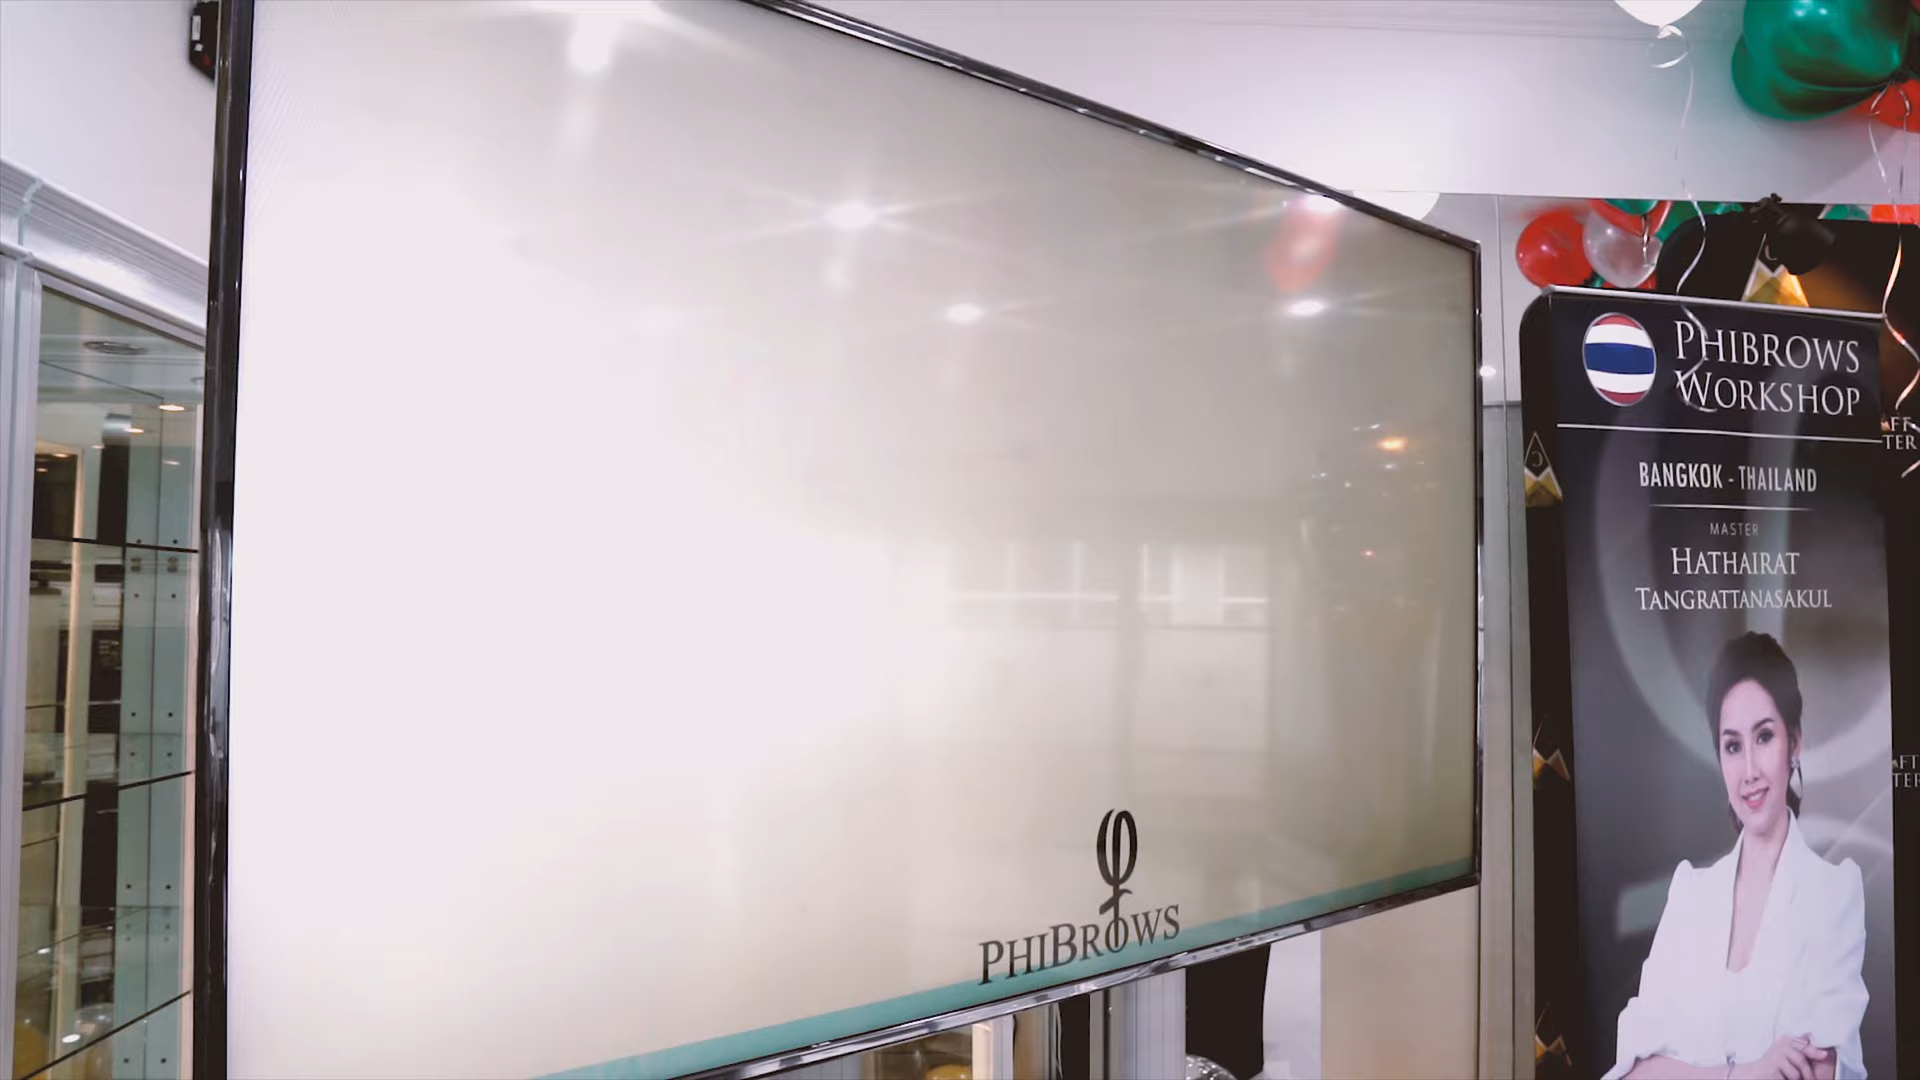 PHIBROWS
PHIBROWS
WORKSHOP
BANGKOK - THAILAND
MASTER
HATHAIRAT
TANGRATTANASAKUL